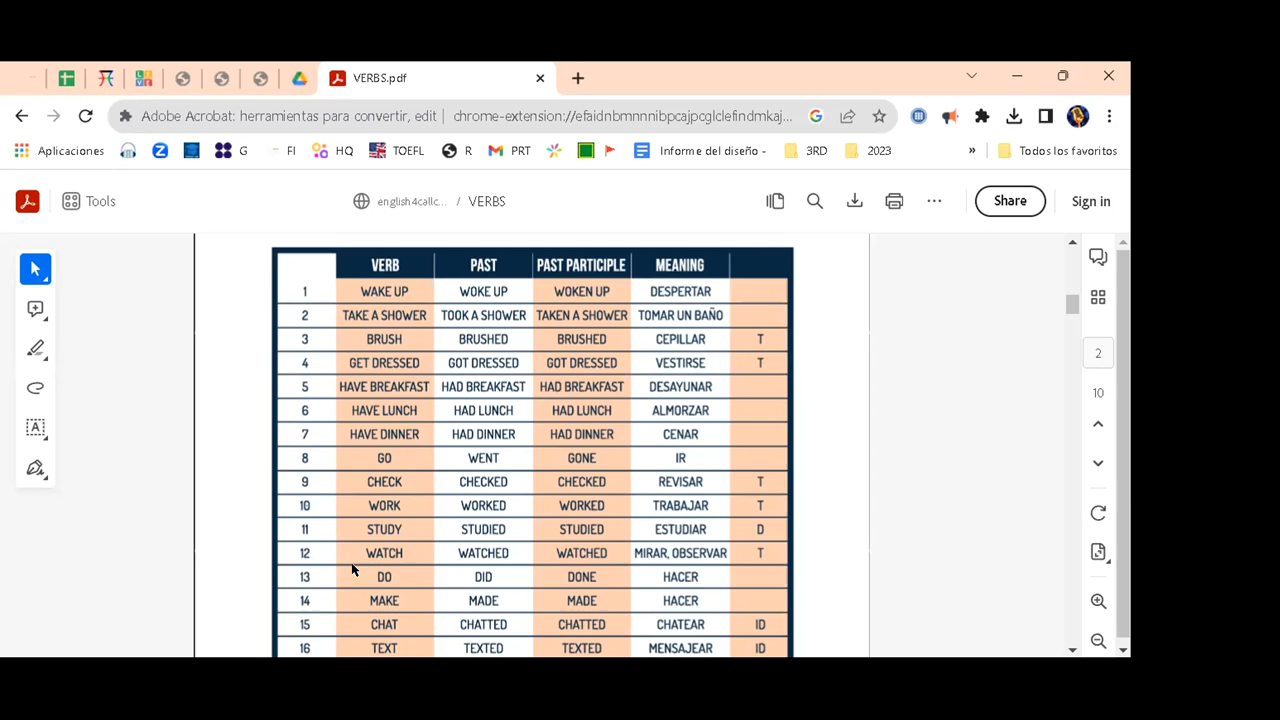 VERBS.pdf
Adobe Acrobat: herramientas para convertir, edit | chrome-extension://efaidnbmnnnibpcajpcglclefindmkaj...
Aplicaciones G FI HQ TOEFL R PRT Informe del diseño - 3RD 2023 » Todos los favoritos
Tools english4callc... / VERBS Share Sign in
VERB PAST PAST PARTICIPLE MEANING
1 WAKE UP WOKE UP WOKEN UP DESPERTAR
2 TAKE A SHOWER TOOK A SHOWER TAKEN A SHOWER TOMAR UN BAÑO
3 BRUSH BRUSHED BRUSHED CEPILLAR T
4 GET DRESSED GOT DRESSED GOT DRESSED VESTIRSE T
5 HAVE BREAKFAST HAD BREAKFAST HAD BREAKFAST DESAYUNAR
6 HAVE LUNCH HAD LUNCH HAD LUNCH ALMORZAR
7 HAVE DINNER HAD DINNER HAD DINNER CENAR
8 GO WENT GONE IR
9 CHECK CHECKED CHECKED REVISAR T
10 WORK WORKED WORKED TRABAJAR T
11 STUDY STUDIED STUDIED ESTUDIAR D
12 WATCH WATCHED WATCHED MIRAR, OBSERVAR T
13 DO DID DONE HACER
14 MAKE MADE MADE HACER
15 CHAT CHATTED CHATTED CHATEAR ID
16 TEXT TEXTED TEXTED MENSAJEAR ID
2
10